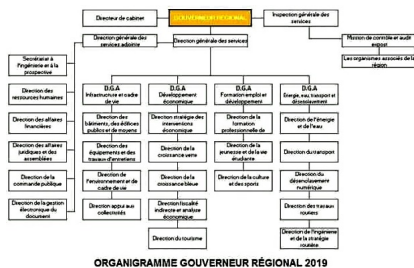 Directeur de cabinet
GOUVERNEUR RÉGIONAL
Inspection générale des
services
Direction générale des
services adjointe
Direction générale des services
Mission de contrôle et audit
expost
Les organismes associés de la
région
Secrétariat à
l'ingénierie et à la
prospective
Direction des
ressources humaines
Direction des affaires
financières
Direction des affaires
juridiques et des
assemblées
Direction de la
commande publique
Direction de la gestion
électronique du
document
D.G.A
Infrastructure et cadre
de vie
Direction des
bâtiments, des édifices
publics et de moyens
Direction des
équipements et des
travaux d'entretiens
Direction de
l'environnement et de
cadre de vie
Direction appui aux
collectivités
D.G.A
Développement
économique
Direction stratégie des
interventions
économique
Direction de la
croissance verte
Direction de la
croissance bleue
Direction fiscalité
indirecte et analyse
économique
Direction du tourisme
D.G.A
Formation emploi et
développement
Direction de la
formation
professionnelle de
Direction de la
jeunesse et de la vie
étudiante
Direction de la culture
et des sports
D.G.A
Énergie, eau, transport et
désenclavement
Direction de l'énergie
et de l'eau
Direction du transport
Direction du
désenclavement
numérique
Direction des travaux
routiers
Direction de l'ingénierie
et de la stratégie
routière
ORGANIGRAMME GOUVERNEUR RÉGIONAL 2019